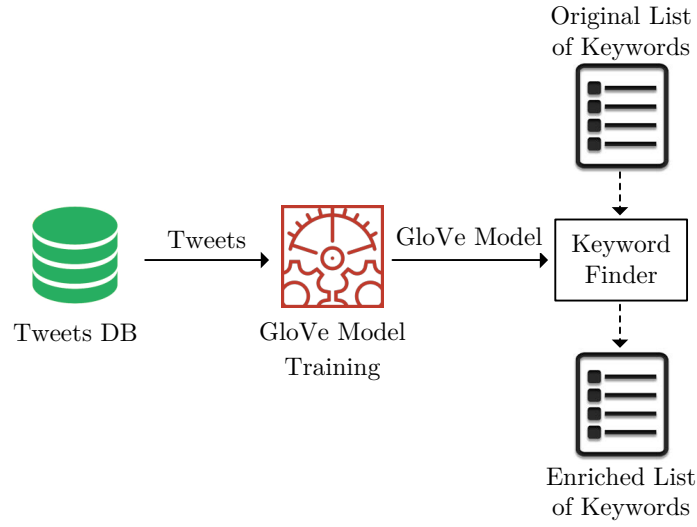 Original List
of Keywords
Tweets
GloVe Model
Keyword
Finder
Tweets DB
GloVe Model
Training
Enriched List
of Keywords